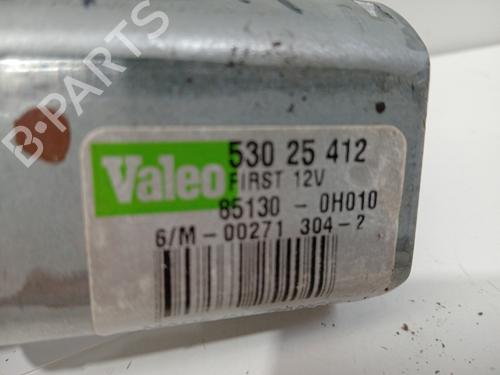 B-PARTS
Valeo
530 25 412
FIRST 12V
85130 - 0H010
6/M-00271 304-2